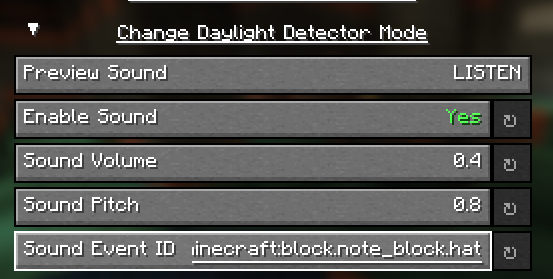 Change Daylight Detector Mode
Preview Sound LISTEN
Enable Sound Yes
Sound Volume 0.4
Sound Pitch 0.8
Sound Event ID inecraft:block.note_block.hat